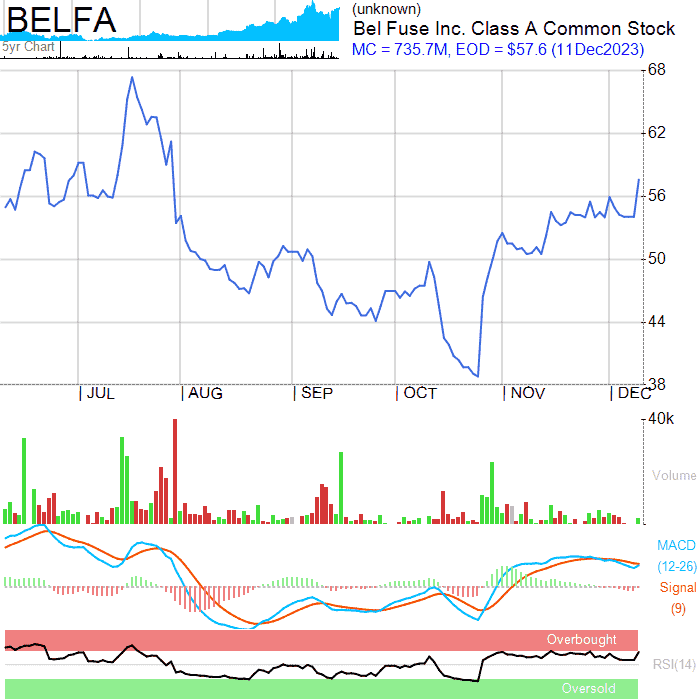 BELFA
5yr Chart
(unknown)
Bel Fuse Inc. Class A Common Stock
MC = 735.7M, EOD = $57.6 (11Dec2023)
68
62
56
50
44
38
JUL
AUG
SEP
OCT
NOV
DEC
40k
Volume
MACD
(12-26)
Signal
(9)
Overbought
RSI(14)
Oversold